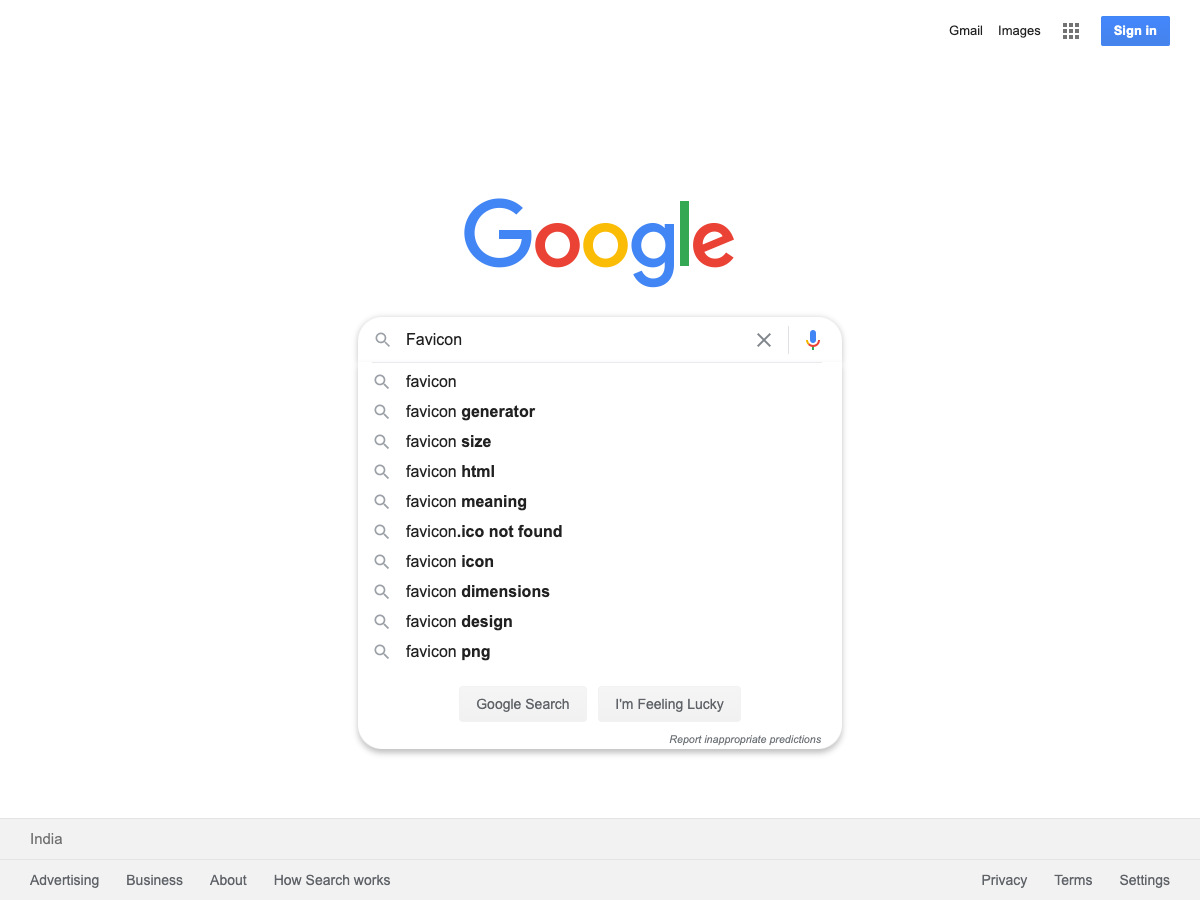 Gmail Images Sign in
Google
Favicon
favicon
favicon generator
favicon size
favicon html
favicon meaning
favicon.ico not found
favicon icon
favicon dimensions
favicon design
favicon png
Google Search I'm Feeling Lucky
Report inappropriate predictions
India
Advertising Business About How Search works Privacy Terms Settings